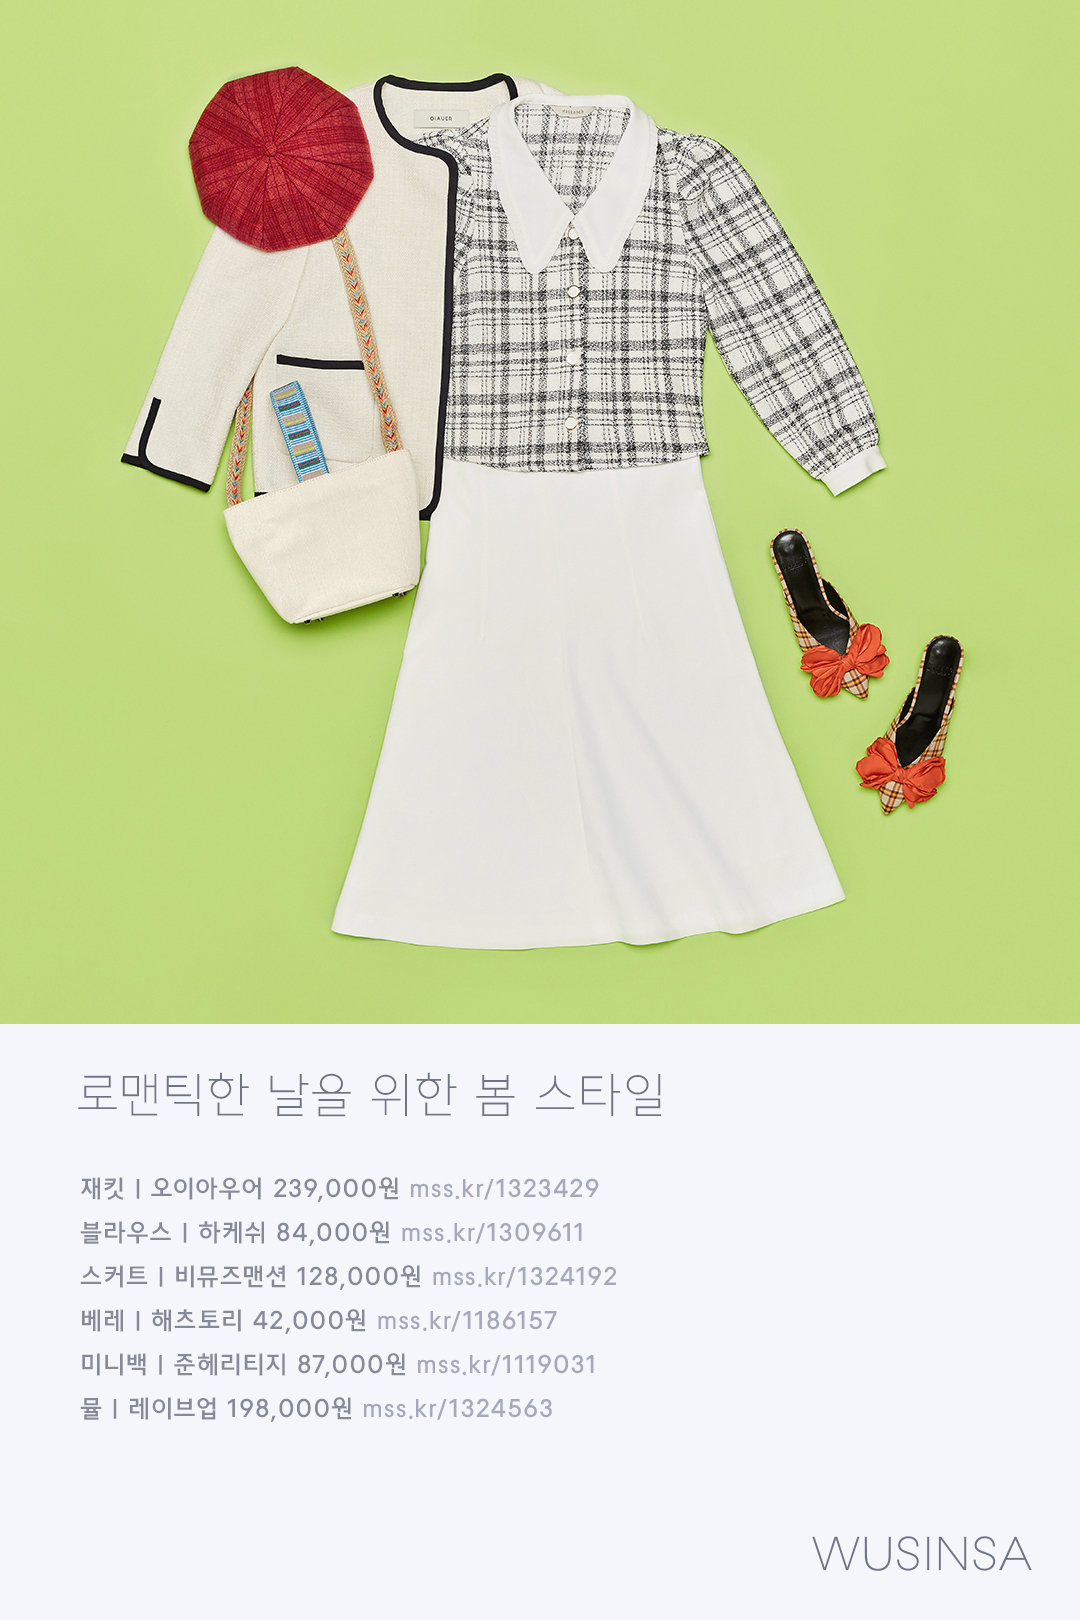 OIAUER
로맨틱한 날을 위한 봄 스타일
재킷 | 오이아우어 239,000원 mss.kr/1323429
블라우스 | 하케쉬 84,000원 mss.kr/1309611
스커트 | 비뮤즈맨션 128,000원 mss.kr/1324192
베레 | 해츠토리 42,000원 mss.kr/1186157
미니백 | 준헤리티지 87,000원 mss.kr/1119031
뮬 | 레이브업 198,000원 mss.kr/1324563
WUSINSA